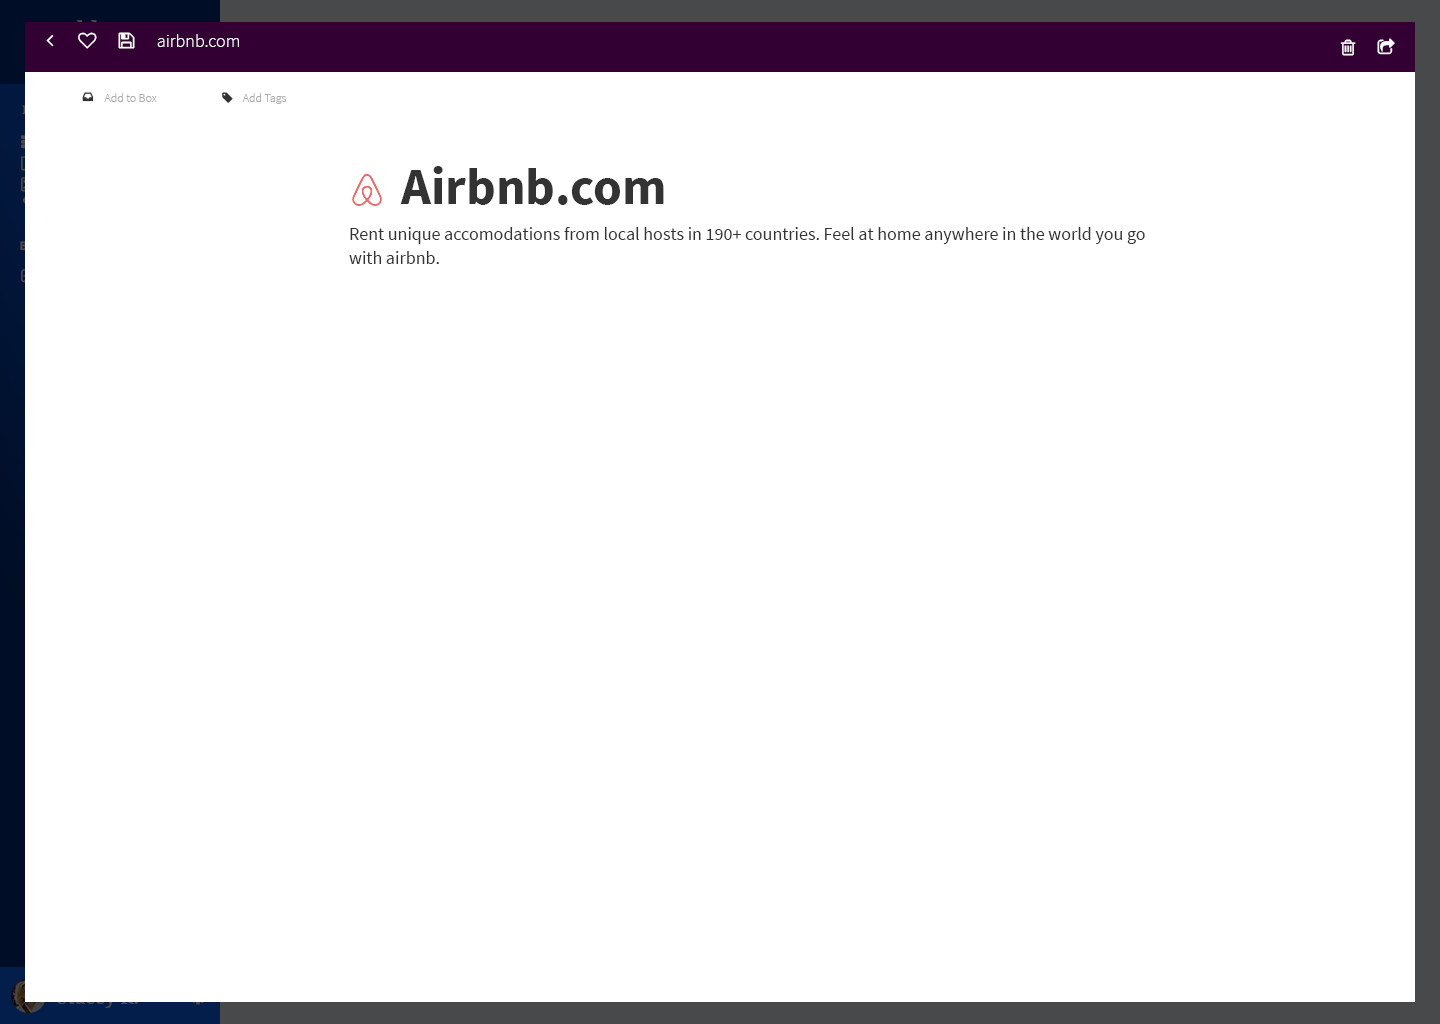 airbnb.com
Add to Box
Add Tags
Airbnb.com
Rent unique accomodations from local hosts in 190+ countries. Feel at home anywhere in the world you go
with airbnb.